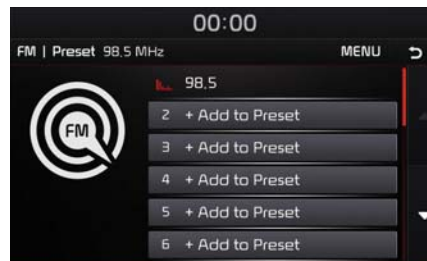 00:00
FM | Preset 98.5 MHz MENU
FM
98.5
2 + Add to Preset
3 + Add to Preset
4 + Add to Preset
5 + Add to Preset
6 + Add to Preset